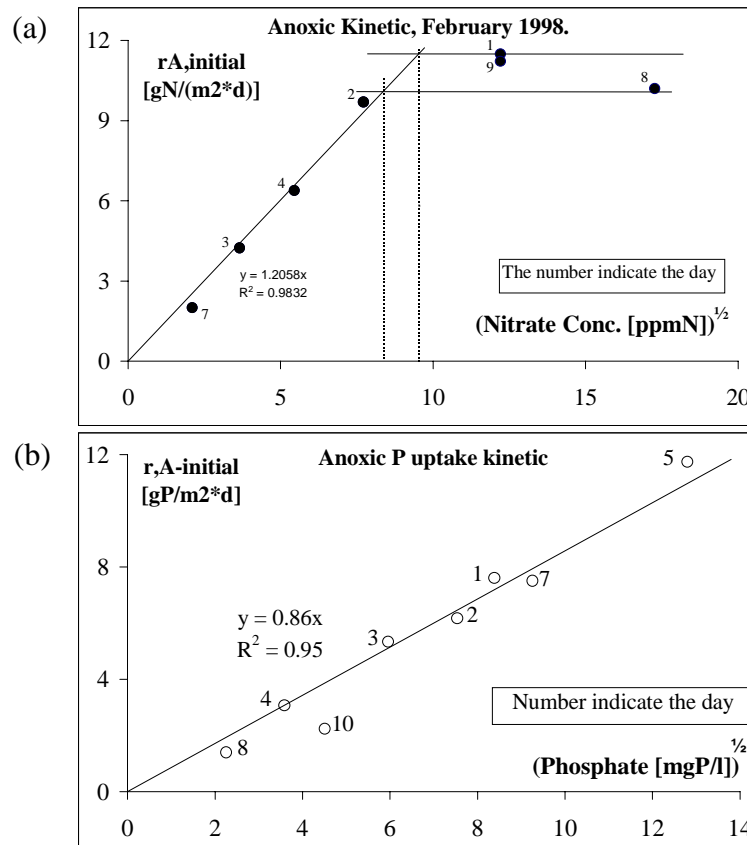 (a)
Anoxic Kinetic, February 1998.
rA,initial
[gN/(m2*d)]
12
9
6
3
0
1
9
8
2
4
3
7
y = 1.2058x
R² = 0.9832
The number indicate the day
(Nitrate Conc. [ppmN])^½
0 5 10 15 20
(b)
Anoxic P uptake kinetic
r,A-initial
[gP/m2*d]
12
8
4
0
5
1
7
2
3
4
10
8
y = 0.86x
R² = 0.95
Number indicate the day
(Phosphate [mgP/l])^½
0 2 4 6 8 10 12 14